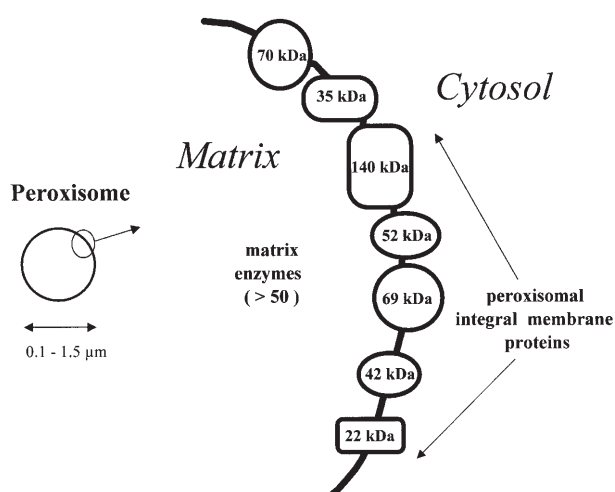 70 kDa
35 kDa
Cytosol
Matrix
140 kDa
Peroxisome
52 kDa
matrix
enzymes
( > 50 )
69 kDa
peroxisomal
integral membrane
proteins
0.1 - 1.5 µm
42 kDa
22 kDa